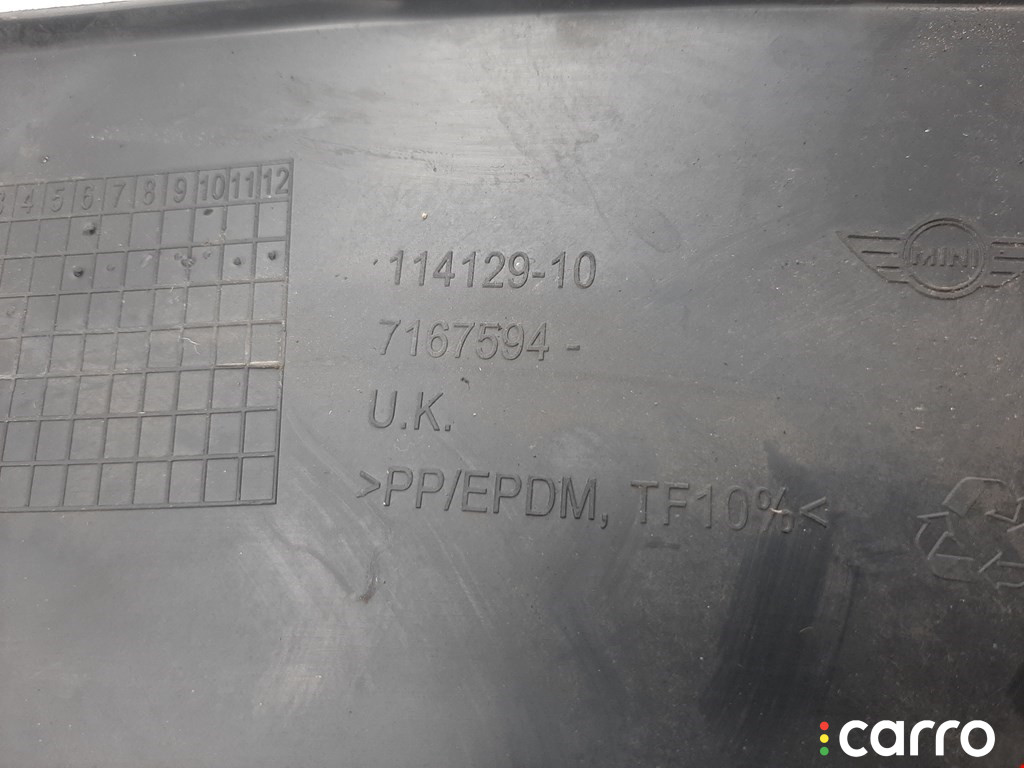 3 4 5 6 7 8 9 10 11 12
114129-10
MINI
7167594 -
U.K.
>PP/EPDM, TF10%<
carro